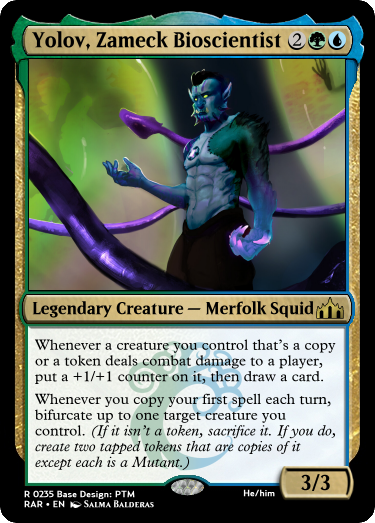 Yolov, Zameck Bioscientist 2
Legendary Creature — Merfolk Squid
Whenever a creature you control that's a copy
or a token deals combat damage to a player,
put a +1/+1 counter on it, then draw a card.
Whenever you copy your first spell each turn,
bifurcate up to one target creature you
control. (If it isn't a token, sacrifice it. If you do,
create two tapped tokens that are copies of it
except each is a Mutant.)
3/3
R 0235 Base Design: PTM
He/him
RAR • EN Salma Balderas